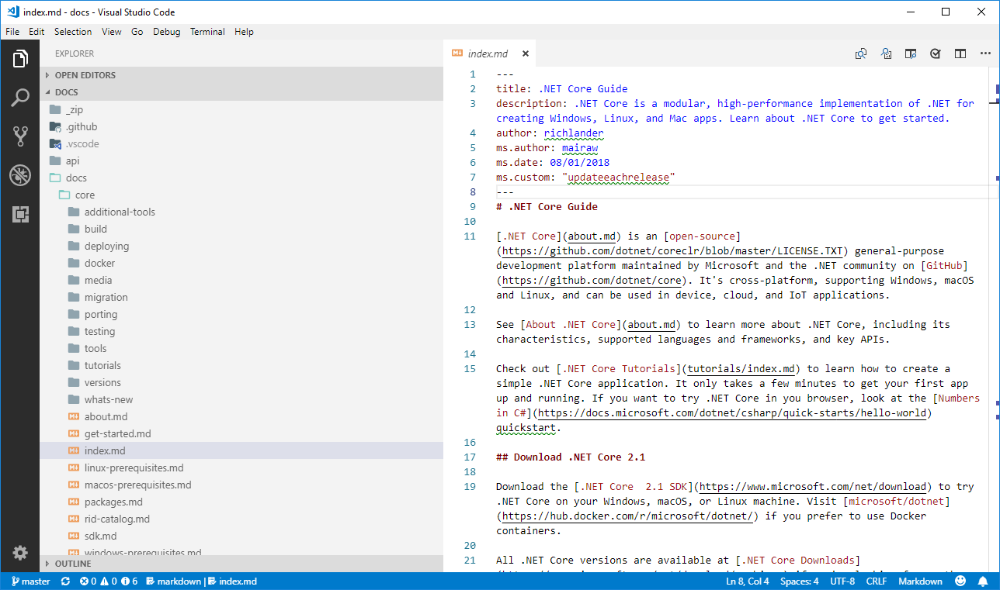 index.md - docs - Visual Studio Code
File Edit Selection View Go Debug Terminal Help
EXPLORER
OPEN EDITORS
DOCS
_zip
.github
.vscode
api
docs
core
additional-tools
build
deploying
docker
media
migration
porting
testing
tools
tutorials
versions
whats-new
about.md
get-started.md
index.md
linux-prerequisites.md
macos-prerequisites.md
packages.md
rid-catalog.md
sdk.md
windows-prerequisites.md
OUTLINE
index.md
1 ---
2 title: .NET Core Guide
3 description: .NET Core is a modular, high-performance implementation of .NET for
creating Windows, Linux, and Mac apps. Learn about .NET Core to get started.
4 author: richlander
5 ms.author: mairaw
6 ms.date: 08/01/2018
7 ms.custom: "updateeachrelease"
8 ---
9 # .NET Core Guide
10
11 [.NET Core](about.md) is an [open-source]
(https://github.com/dotnet/coreclr/blob/master/LICENSE.TXT) general-purpose
development platform maintained by Microsoft and the .NET community on [GitHub]
(https://github.com/dotnet/core). It's cross-platform, supporting Windows, macOS
and Linux, and can be used in device, cloud, and IoT applications.
12
13 See [About .NET Core](about.md) to learn more about .NET Core, including its
characteristics, supported languages and frameworks, and key APIs.
14
15 Check out [.NET Core Tutorials](tutorials/index.md) to learn how to create a
simple .NET Core application. It only takes a few minutes to get your first app
up and running. If you want to try .NET Core in you browser, look at the [Numbers
in C#](https://docs.microsoft.com/dotnet/csharp/quick-starts/hello-world)
quickstart.
16
17 ## Download .NET Core 2.1
18
19 Download the [.NET Core  2.1 SDK](https://www.microsoft.com/net/download) to try
.NET Core on your Windows, macOS, or Linux machine. Visit [microsoft/dotnet]
(https://hub.docker.com/r/microsoft/dotnet/) if you prefer to use Docker
containers.
20
21 All .NET Core versions are available at [.NET Core Downloads]
master 0 0 6 markdown | index.md Ln 8, Col 4 Spaces: 4 UTF-8 CRLF Markdown